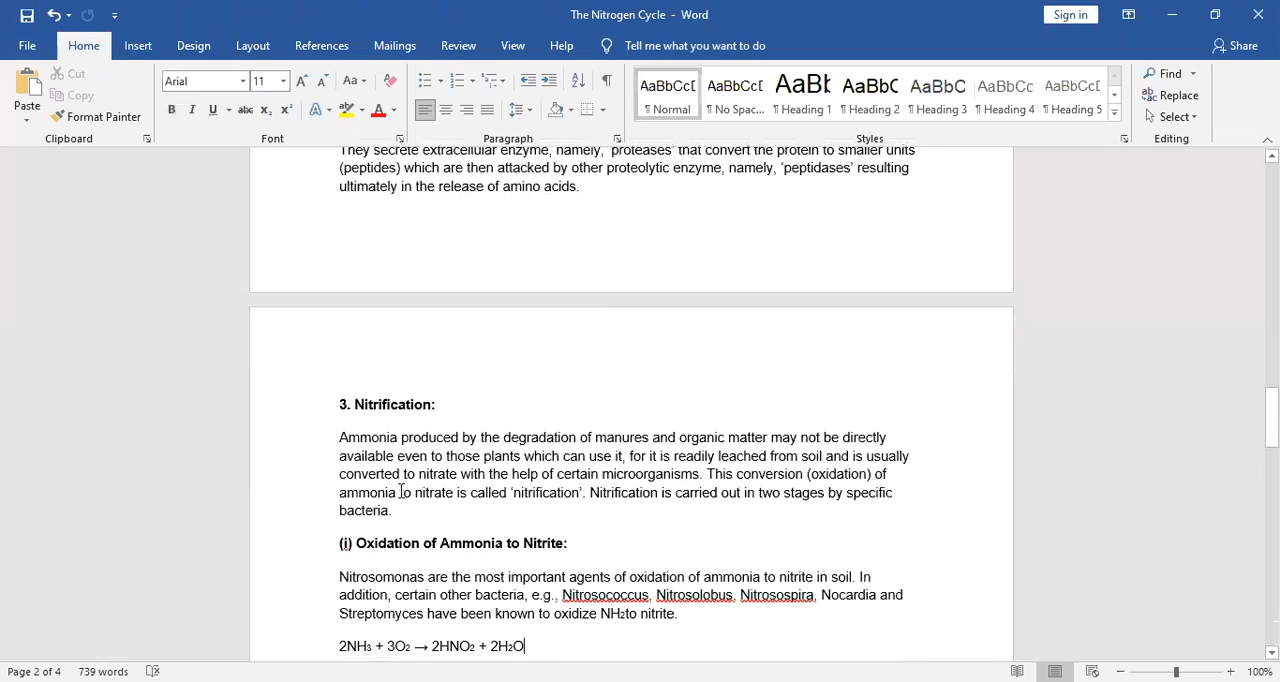 The Nitrogen Cycle - Word
Sign in
File Home Insert Design Layout References Mailings Review View Help Tell me what you want to do Share
Paste
Cut
Copy
Format Painter
Clipboard
Arial 11
Aa
B I U abc X₂ X² A A
Font
Paragraph
AaBbCcD AaBbCcD AaBb AaBbC AaBbCc AaBbCc AaBbCcD
¶ Normal ¶ No Spac... ¶ Heading 1 ¶ Heading 2 ¶ Heading 3 ¶ Heading 4 ¶ Heading 5
Styles
Find
Replace
Select
Editing
They secrete extracellular enzyme, namely, ‘proteases’ that convert the protein to smaller units
(peptides) which are then attacked by other proteolytic enzyme, namely, ‘peptidases’ resulting
ultimately in the release of amino acids.
3. Nitrification:
Ammonia produced by the degradation of manures and organic matter may not be directly
available even to those plants which can use it, for it is readily leached from soil and is usually
converted to nitrate with the help of certain microorganisms. This conversion (oxidation) of
ammonia to nitrate is called ‘nitrification’. Nitrification is carried out in two stages by specific
bacteria.
(i) Oxidation of Ammonia to Nitrite:
Nitrosomonas are the most important agents of oxidation of ammonia to nitrite in soil. In
addition, certain other bacteria, e.g., Nitrosococcus, Nitrosolobus, Nitrosospira, Nocardia and
Streptomyces have been known to oxidize NH₂to nitrite.
2NH₃ + 3O₂ → 2HNO₂ + 2H₂O
Page 2 of 4 739 words 100%